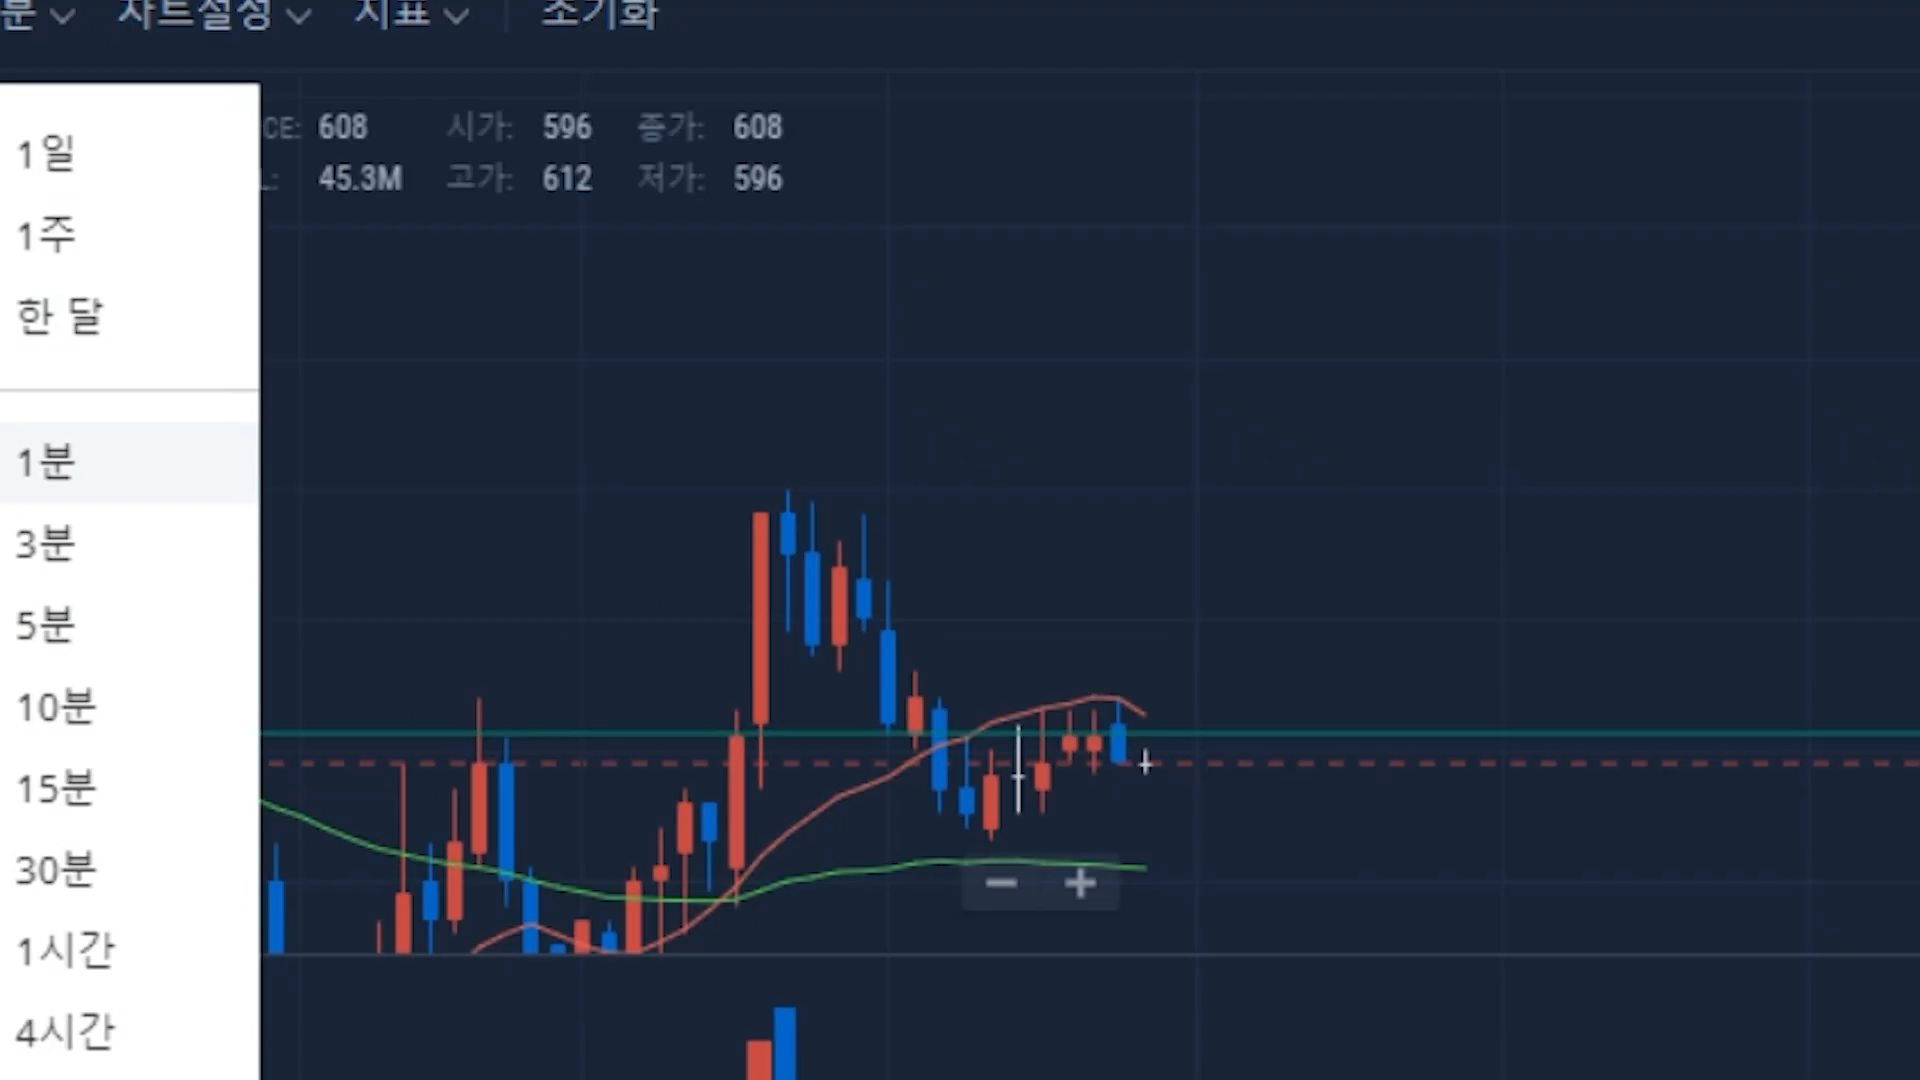 분 차트설정 지표 초기화
CE: 608 시가: 596 종가: 608
L: 45.3M 고가: 612 저가: 596
1일
1주
한 달
1분
3분
5분
10분
15분
30분
1시간
4시간